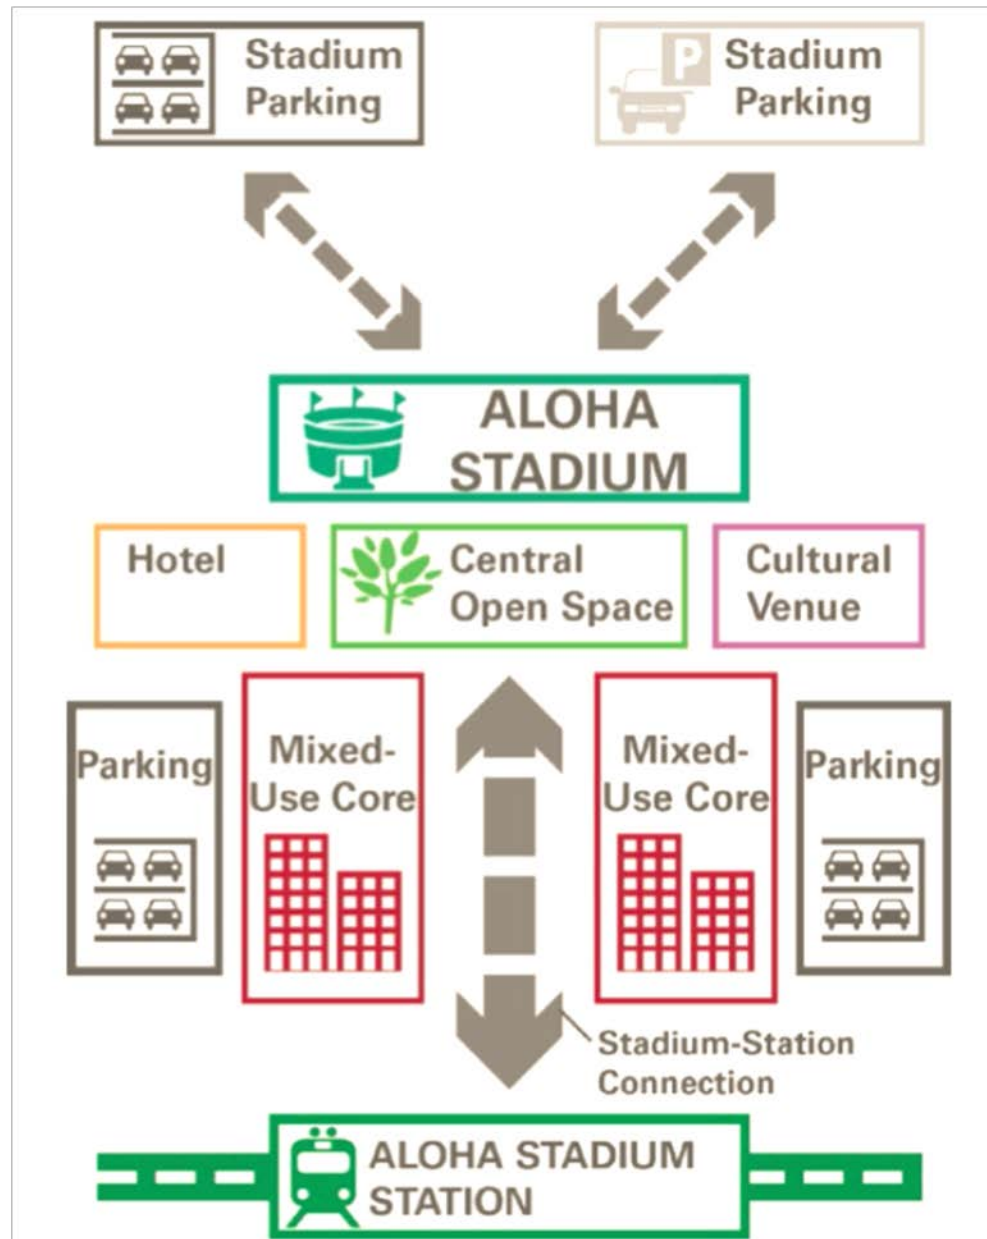 Stadium
Parking
P
Stadium
Parking
ALOHA
STADIUM
Hotel
Central
Open Space
Cultural
Venue
Parking
Mixed-
Use Core
Mixed-
Use Core
Parking
Stadium-Station
Connection
ALOHA STADIUM
STATION